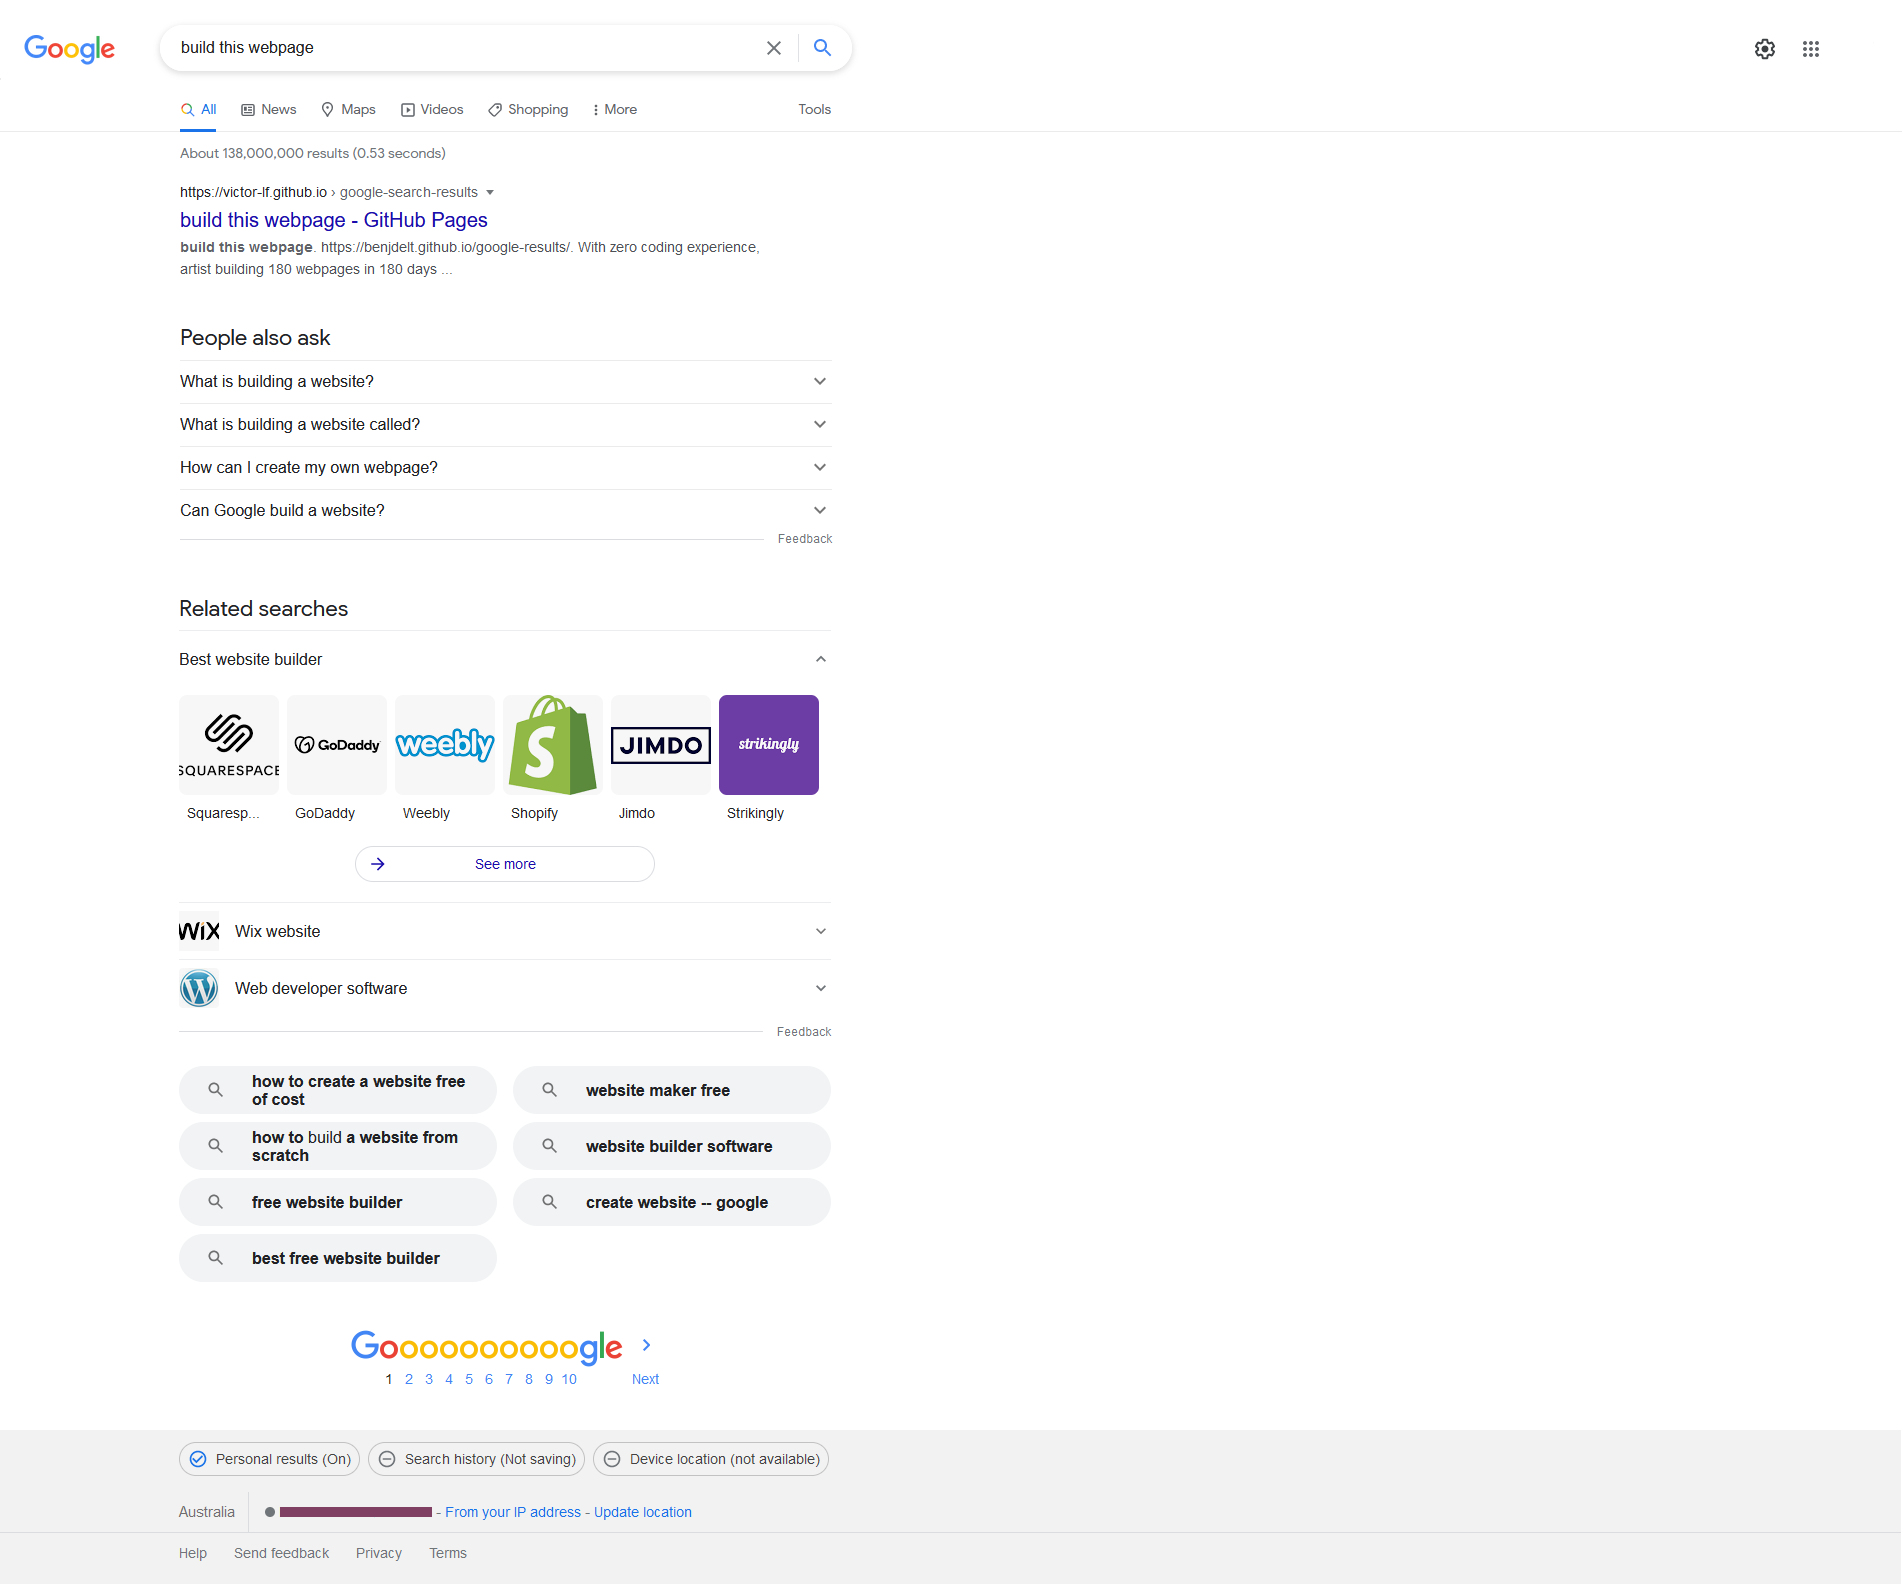 Google
build this webpage
All
News
Maps
Videos
Shopping
More
Tools
About 138,000,000 results (0.53 seconds)
https://victor-lf.github.io › google-search-results
build this webpage - GitHub Pages
build this webpage. https://benjdelt.github.io/google-results/. With zero coding experience,
artist building 180 webpages in 180 days ...
People also ask
What is building a website?
What is building a website called?
How can I create my own webpage?
Can Google build a website?
Feedback
Related searches
Best website builder
SQUARESPACE
GoDaddy
weebly
S
JIMDO
strikingly
Squaresp...
GoDaddy
Weebly
Shopify
Jimdo
Strikingly
See more
WiX
Wix website
W
Web developer software
Feedback
how to create a website free
of cost
website maker free
how to build a website from
scratch
website builder software
free website builder
create website -- google
best free website builder
Goooooooooogle
1 2 3 4 5 6 7 8 9 10
Next
Personal results (On)
Search history (Not saving)
Device location (not available)
Australia
- From your IP address - Update location
Help
Send feedback
Privacy
Terms